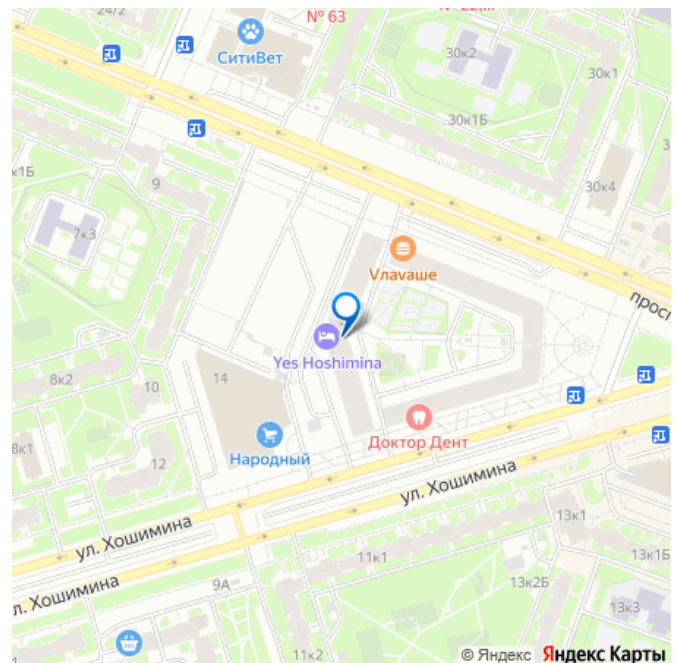 24/2
№ 63
СитиВет
30к2
30к1
30к1Б
30к4
к1Б
9
7к3
Vлаваше
прос
Yes Hoshimina
8к2
10
14
Доктор Дент
Народный
8к1
12
ул. Хошимина
ул. Хошимина
13к1
13к1Б
11к1
л. Хошимина
9А
13к2Б
13к3
11к2
© Яндекс Яндекс Карты